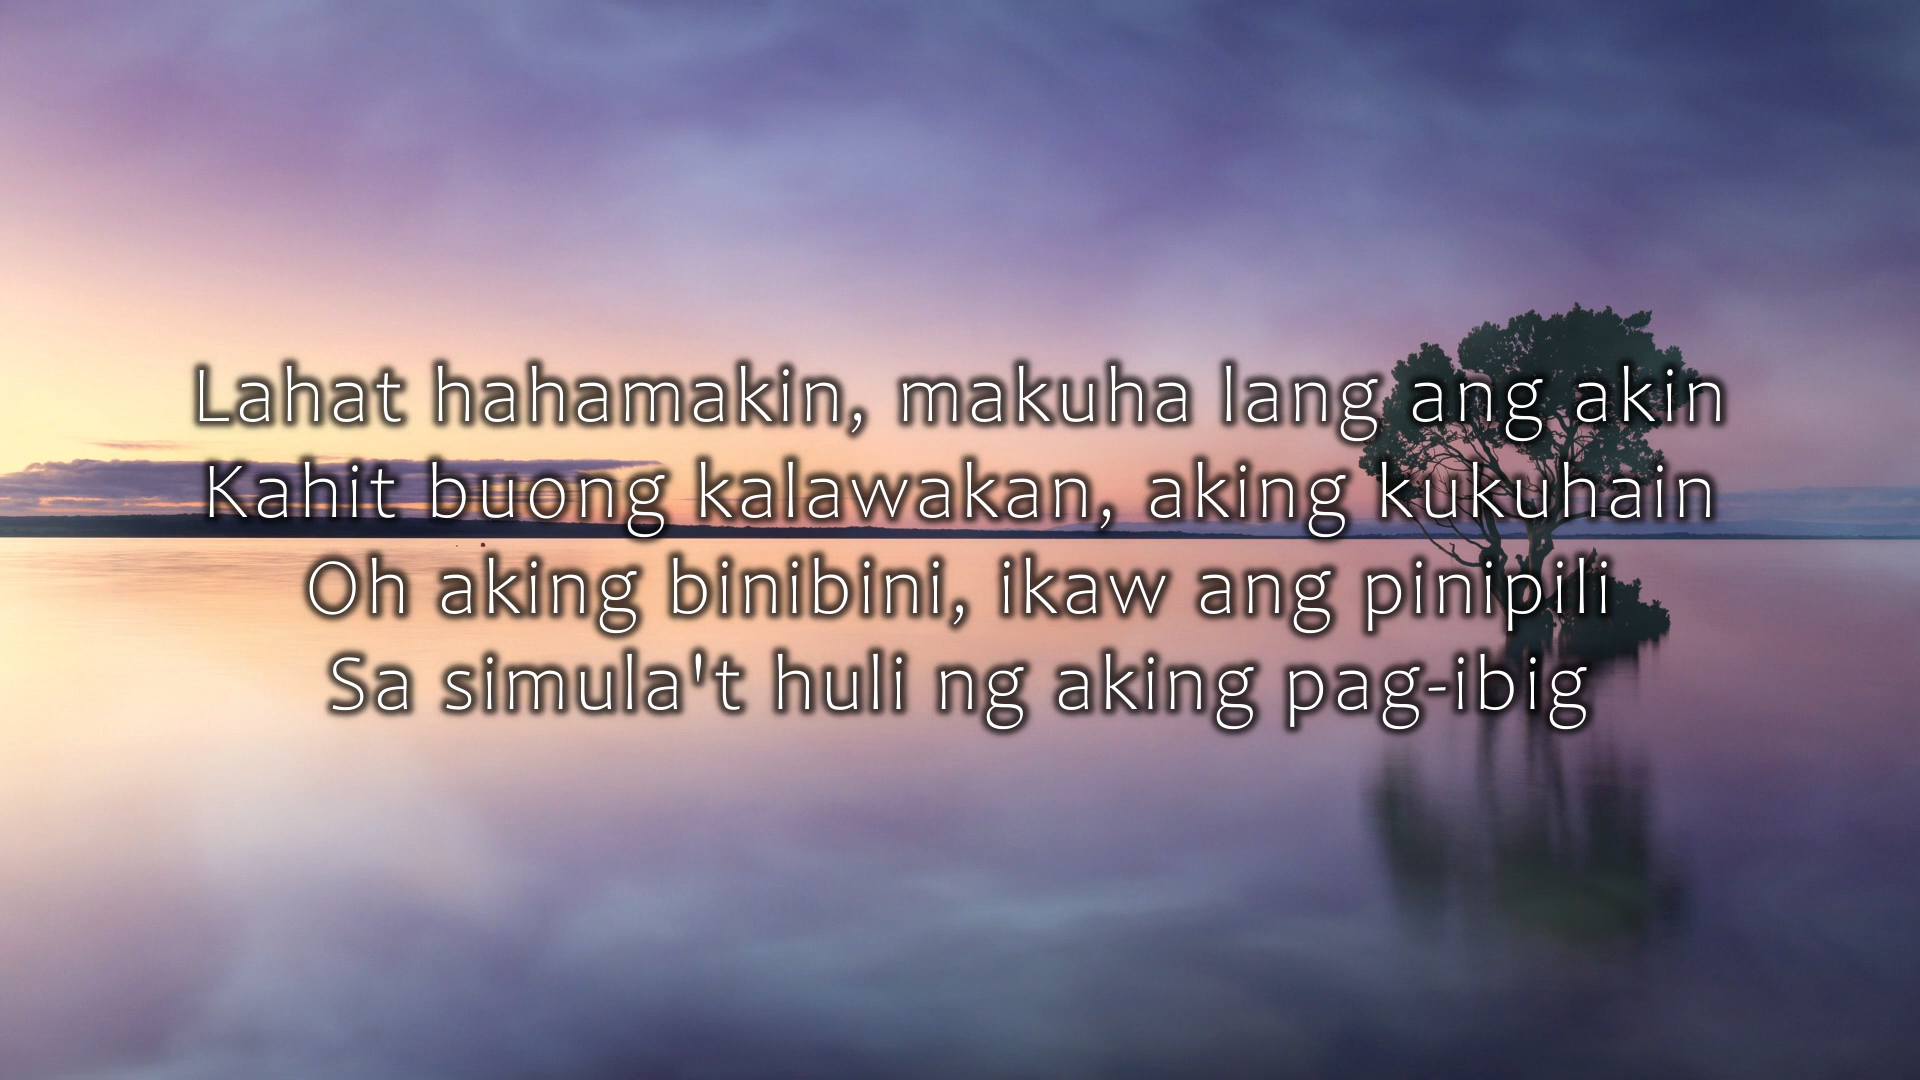 Lahat hahamakin, makuha lang ang akin
Kahit buong kalawakan, aking kukuhain
Oh aking binibini, ikaw ang pinipili
Sa simula't huli ng aking pag-ibig